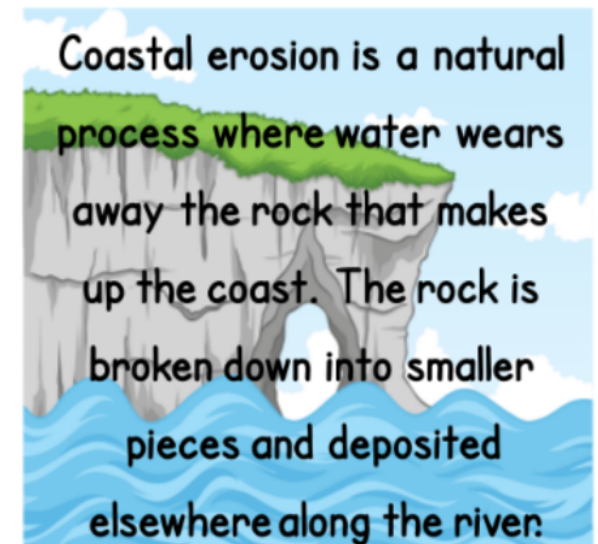 Coastal erosion is a natural
process where water wears
away the rock that makes
up the coast. The rock is
broken down into smaller
pieces and deposited
elsewhere along the river.